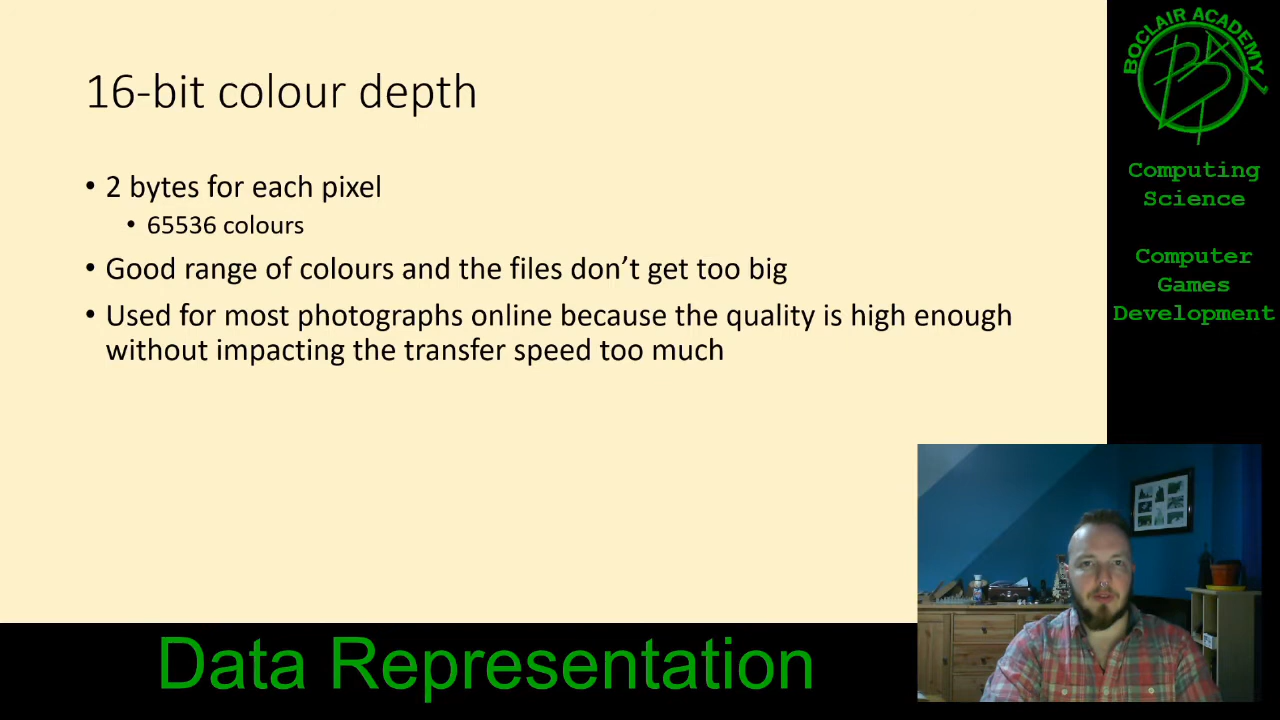 16-bit colour depth
• 2 bytes for each pixel
• 65536 colours
• Good range of colours and the files don’t get too big
• Used for most photographs online because the quality is high enough
without impacting the transfer speed too much
BOCLAIR ACADEMY
Computing
Science
Computer
Games
Development
Data Representation